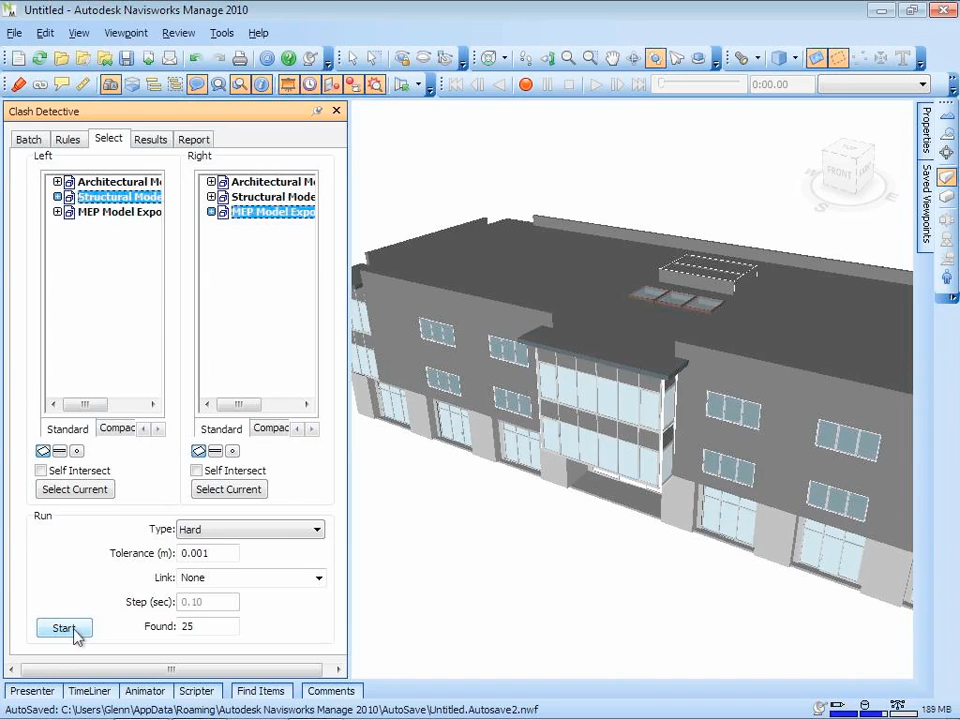 Untitled - Autodesk Navisworks Manage 2010
File Edit View Viewpoint Review Tools Help
0:00.00
Clash Detective
Batch Rules Select Results Report
Left Right
Architectural M Architectural M
Structural Mode Structural Mode
MEP Model Expo MEP Model Expo
Standard Compac Standard Compac
Self Intersect Self Intersect
Select Current Select Current
Run
Type: Hard
Tolerance (m): 0.001
Link: None
Step (sec): 0.10
Start Found: 25
FRONT
S
Properties
Saved Viewpoints
Presenter TimeLiner Animator Scripter Find Items Comments
AutoSaved: C:\Users\Glenn\AppData\Roaming\Autodesk Navisworks Manage 2010\AutoSave\Untitled.Autosave2.nwf 189 MB